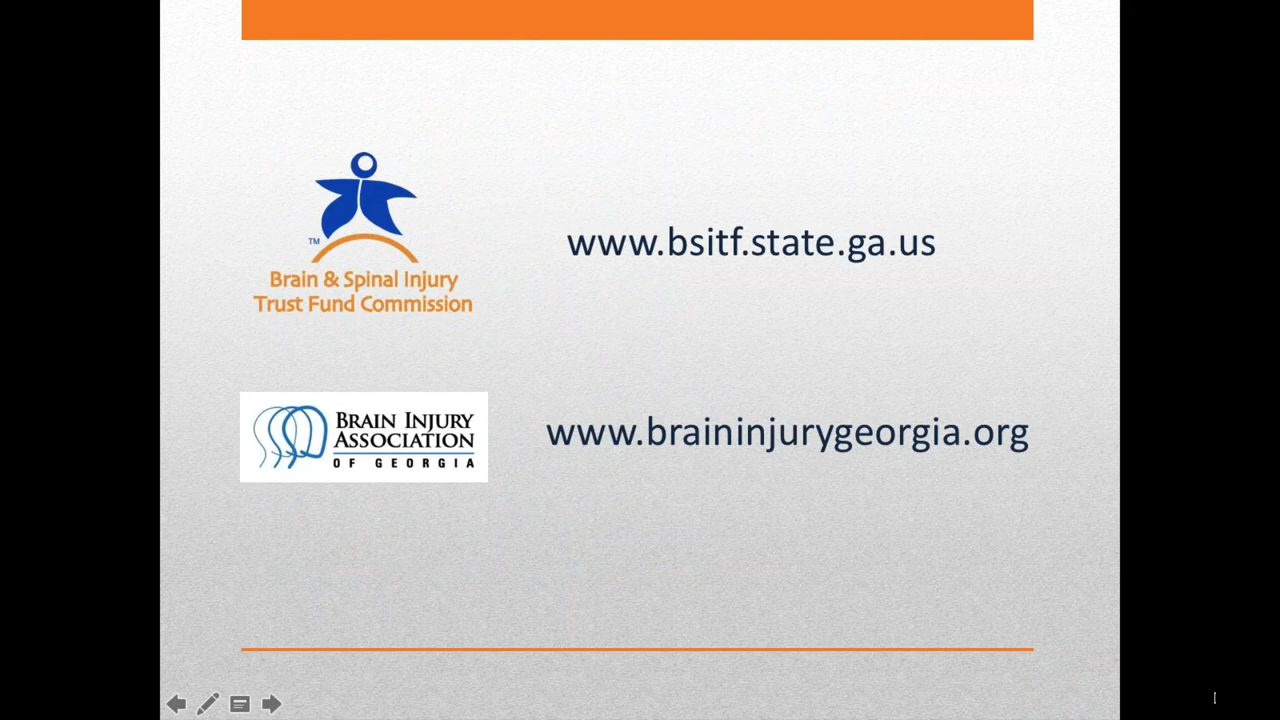 TM
Brain & Spinal Injury
Trust Fund Commission
www.bsitf.state.ga.us
BRAIN INJURY
ASSOCIATION
OF GEORGIA
www.braininjurygeorgia.org